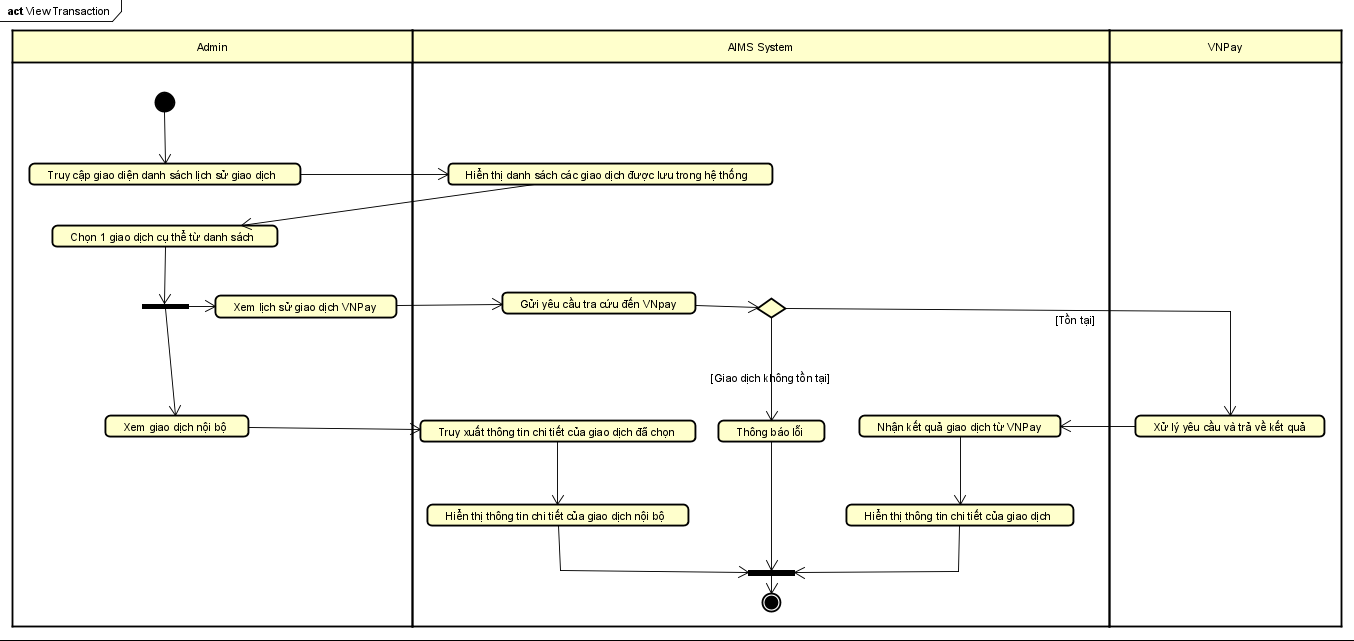 act View Transaction
Admin
AIMS System
VNPay
Truy cập giao diện danh sách lịch sử giao dịch
Hiển thị danh sách các giao dịch được lưu trong hệ thống
Chọn 1 giao dịch cụ thể từ danh sách
Xem lịch sử giao dịch VNPay
Gửi yêu cầu tra cứu đến VNpay
[Tồn tại]
[Giao dịch không tồn tại]
Xem giao dịch nội bộ
Truy xuất thông tin chi tiết của giao dịch đã chọn
Thông báo lỗi
Nhận kết quả giao dịch từ VNPay
Xử lý yêu cầu và trả về kết quả
Hiển thị thông tin chi tiết của giao dịch nội bộ
Hiển thị thông tin chi tiết của giao dịch